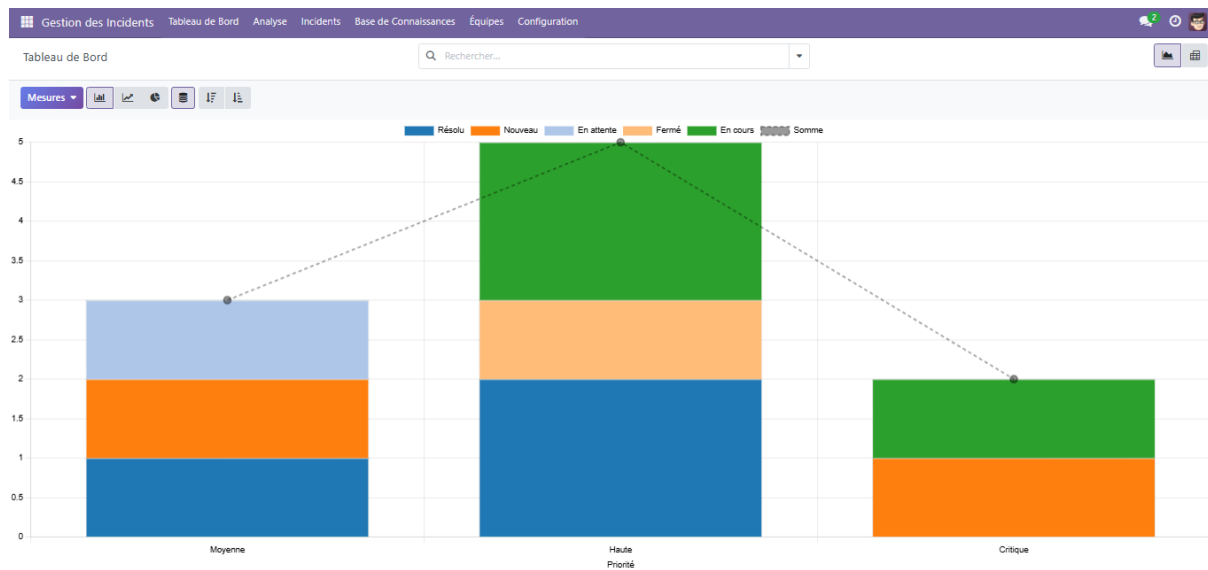 Gestion des Incidents Tableau de Bord Analyse Incidents Base de Connaissances Équipes Configuration 2
Tableau de Bord Rechercher...
Mesures
Résolu Nouveau En attente Fermé En cours Somme
5
4.5
4
3.5
3
2.5
2
1.5
1
0.5
0
Moyenne Haute Critique
Priorité